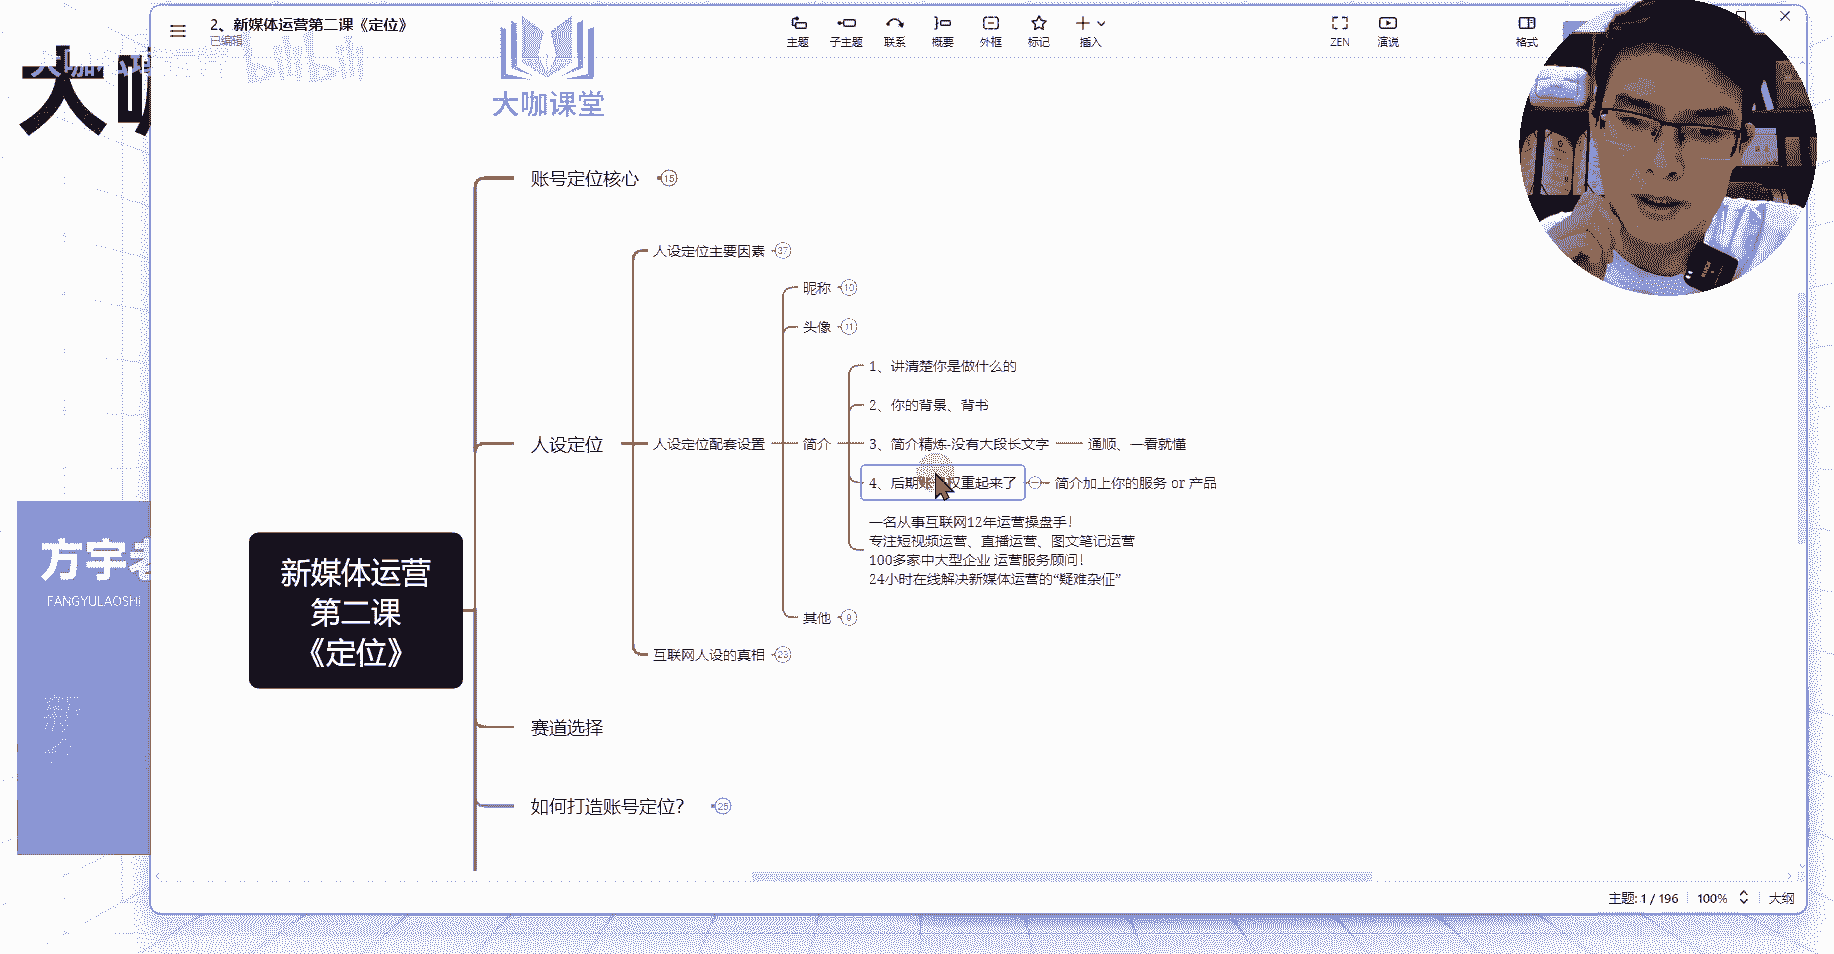 2、新媒体运营第二课《定位》
已编辑
主题
子主题
联系
概要
外框
标记
插入
ZEN
演说
格式
大咖
bilibili
大咖课堂
账号定位核心
15
人设定位主要因素
37
昵称
10
头像
11
1、讲清楚你是做什么的
2、你的背景、背书
人设定位
人设定位配套设置
简介
3、简介精炼-没有大段长文字
通顺、一看就懂
4、后期账 权重起来了
简介加上你的服务 or 产品
一名从事互联网12年运营操盘手!
专注短视频运营、直播运营、图文笔记运营
100多家中大型企业 运营服务顾问!
24小时在线解决新媒体运营的“疑难杂症”
其他
9
互联网人设的真相
23
新媒体运营
第二课
《定位》
方宇老
FANGYULAOSHI
赛道选择
如何打造账号定位?
25
主题: 1 / 196
100%
大纲